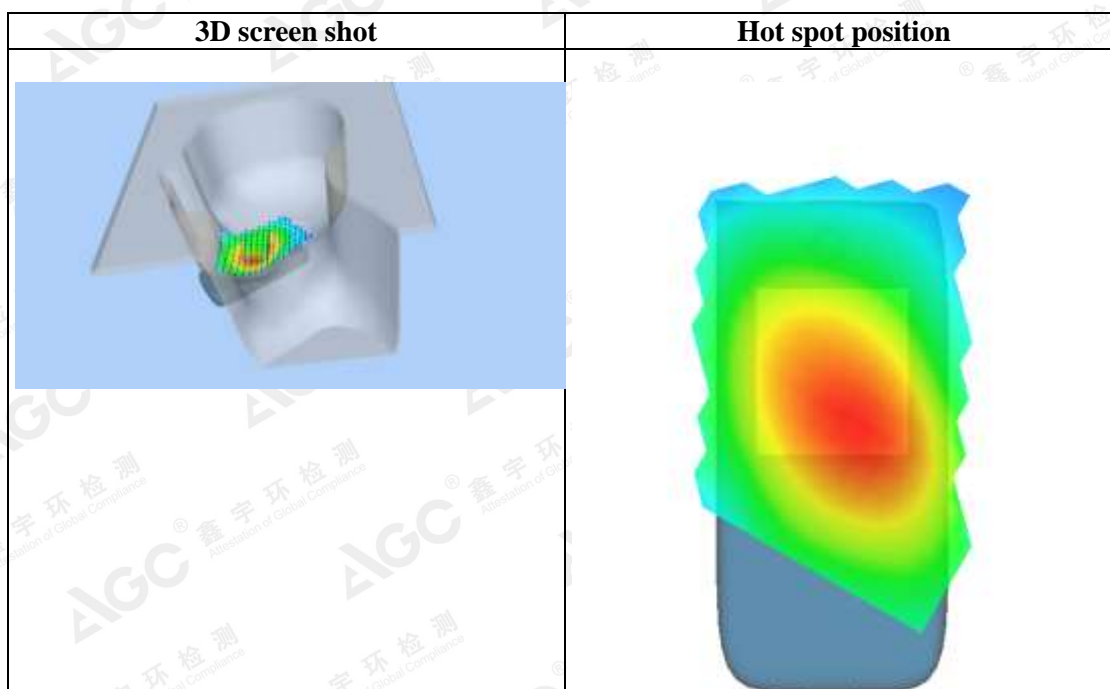 3D screen shot
Hot spot position
AGC
® 鑫宇环检测
Attestation of Global Compliance